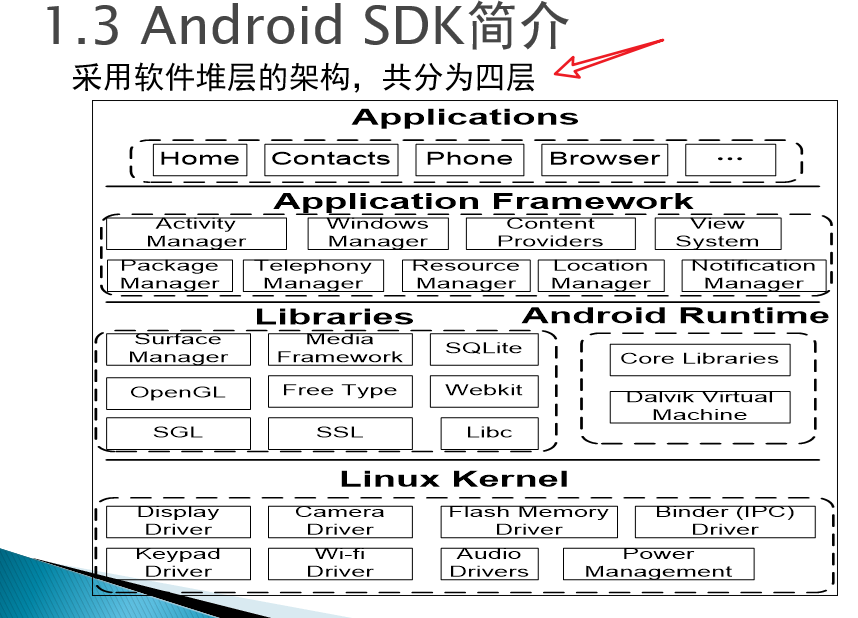 1.3 Android SDK简介
采用软件堆层的架构，共分为四层
Applications
Home Contacts Phone Browser ...
Application Framework
Activity Manager
Windows Manager
Content Providers
View System
Package Manager
Telephony Manager
Resource Manager
Location Manager
Notification Manager
Libraries
Surface Manager
Media Framework
SQLite
OpenGL
Free Type
Webkit
SGL
SSL
Libc
Android Runtime
Core Libraries
Dalvik Virtual Machine
Linux Kernel
Display Driver
Camera Driver
Flash Memory Driver
Binder (IPC) Driver
Keypad Driver
Wi-fi Driver
Audio Drivers
Power Management